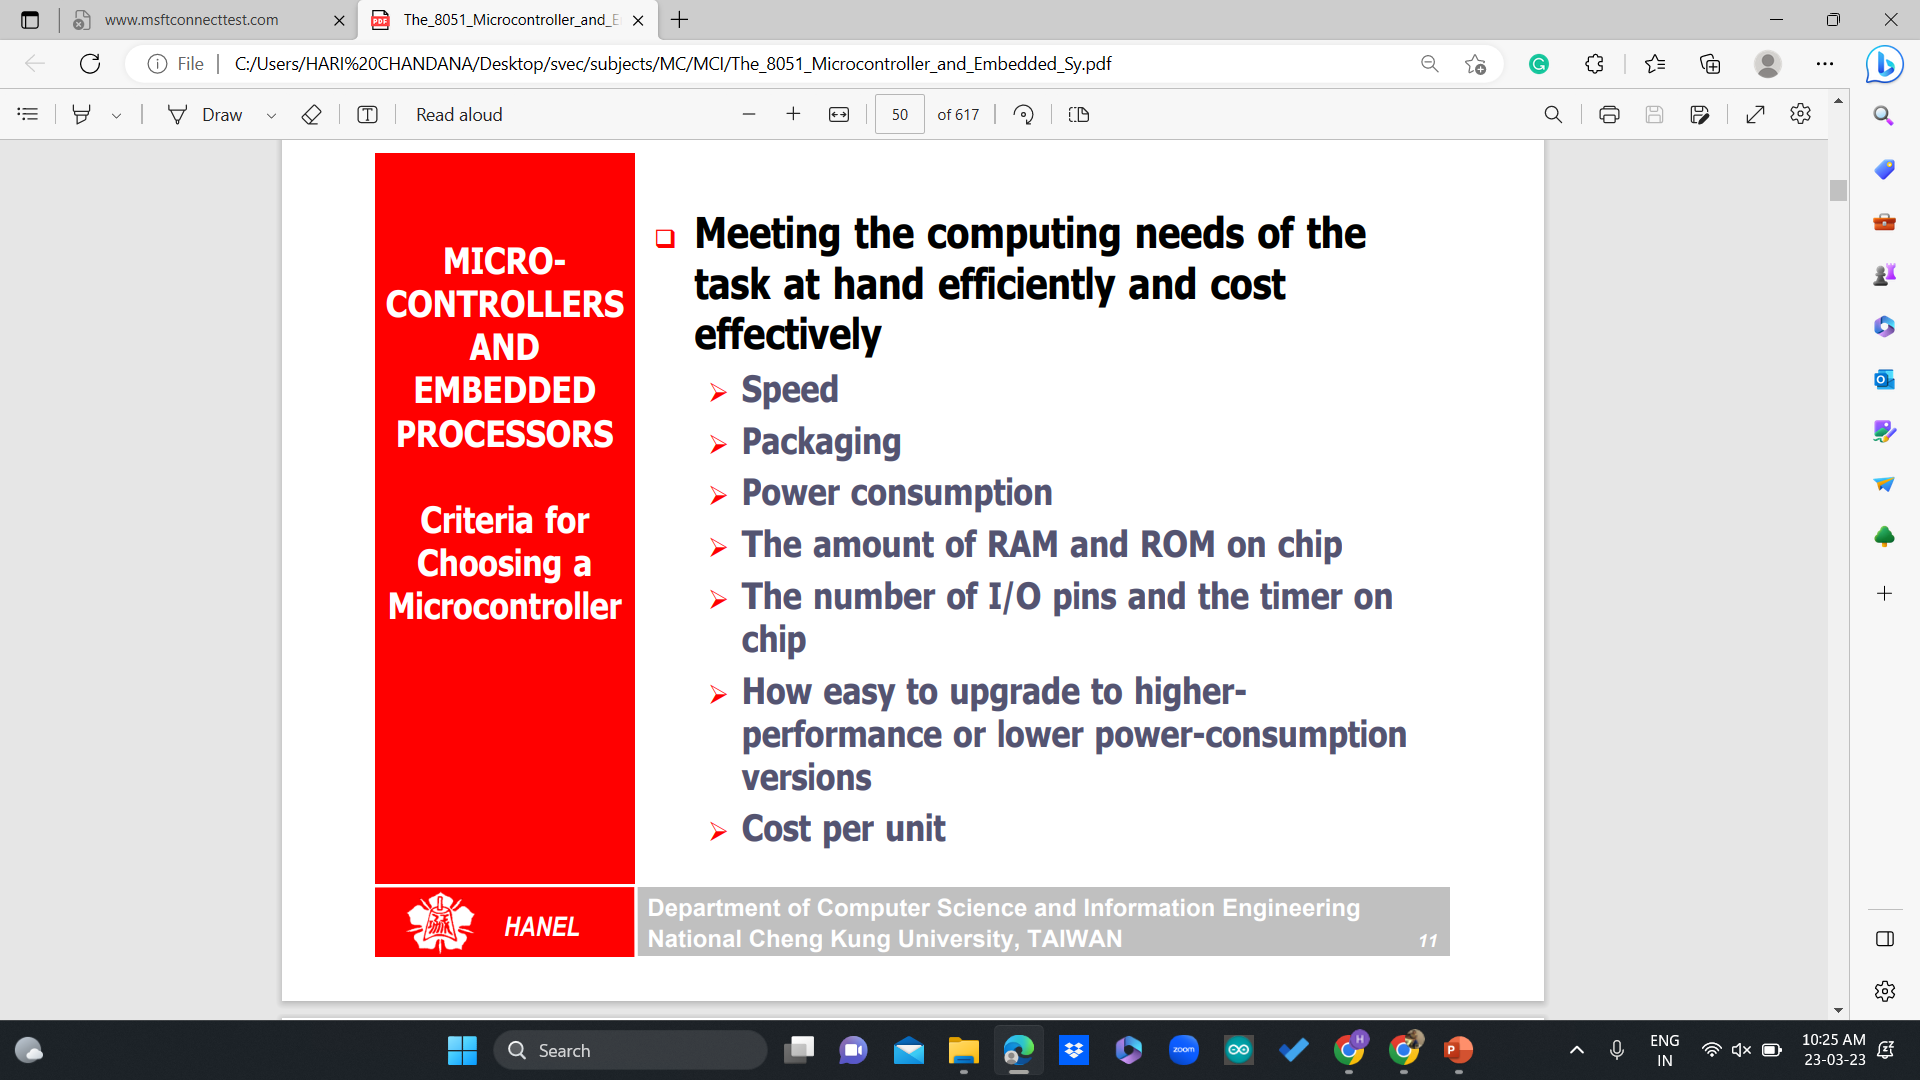 www.msftconnecttest.com
The_8051_Microcontroller_and_E
File
C:/Users/HARI%20CHANDANA/Desktop/svec/subjects/MC/MCI/The_8051_Microcontroller_and_Embedded_Sy.pdf
Draw
Read aloud
50
of 617
MICRO-
CONTROLLERS
AND
EMBEDDED
PROCESSORS
Criteria for
Choosing a
Microcontroller
Meeting the computing needs of the
task at hand efficiently and cost
effectively
Speed
Packaging
Power consumption
The amount of RAM and ROM on chip
The number of I/O pins and the timer on
chip
How easy to upgrade to higher-
performance or lower power-consumption
versions
Cost per unit
HANEL
Department of Computer Science and Information Engineering
National Cheng Kung University, TAIWAN
11
Search
zoom
ENG
IN
10:25 AM
23-03-23